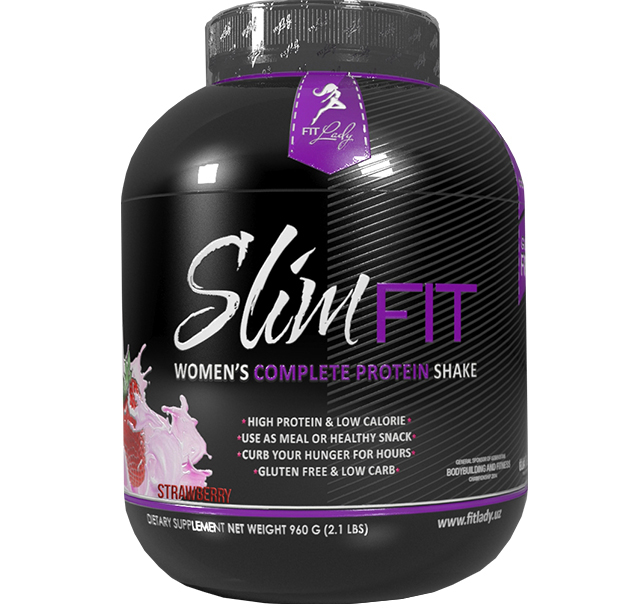 FIT Lady
Slim FIT
WOMEN'S COMPLETE PROTEIN SHAKE
HIGH PROTEIN & LOW CALORIE
USE AS MEAL OR HEALTHY SNACK
CURB YOUR HUNGER FOR HOURS
GLUTEN FREE & LOW CARB
BODYBUILDING AND FITNESS
STRAWBERRY
DIETARY SUPPLEMENT NET WEIGHT 960 G (2.1 LBS)
www.fitlady.uz